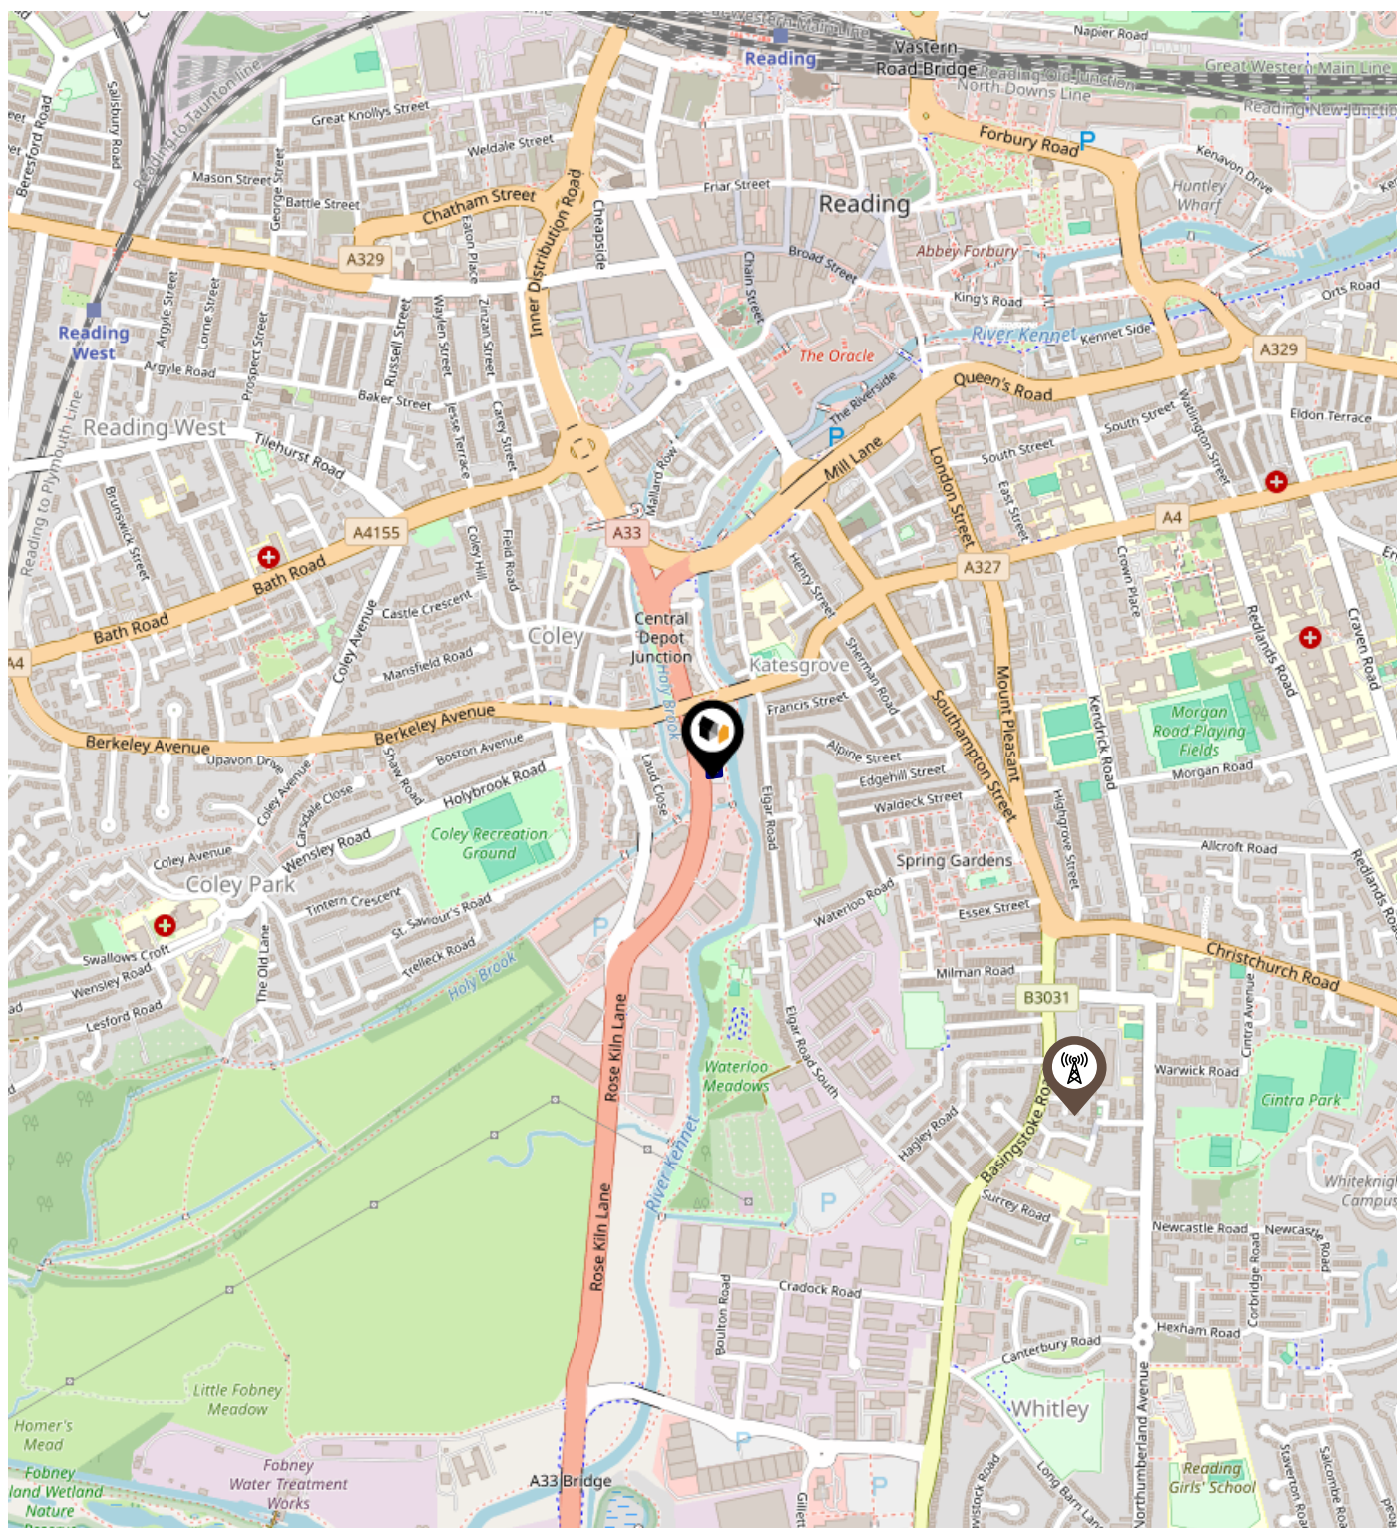 Great Western Main Line
Napier Road
Reading
Vastern
Road Bridge
Reading Old Junction
Great Western Main Line
North Downs Line
Reading New Junction
Reading to Taunton line
Salisbury Road
Beresford Road
Great Knollys Street
Weldale Street
Forbury Road
P
Kenavon Drive
Mason Street
George Street
Battle Street
Chatham Street
Eaton Place
Inner Distribution Road
Cheapside
Friar Street
Reading
Huntley
Wharf
A329
Broad Street
Chain Street
Abbey Forbury
King's Road
Orts Road
Reading
West
Argyle Street
Lorne Street
Prospect Street
Russell Street
Waylen Street
Zinzan Street
River Kennet
Kennet Side
The Oracle
A329
Argyle Road
Baker Street
Jesse Terrace
Carey Street
The Riverside
Queen's Road
Watlington Street
South Street
Eldon Terrace
Reading West
Tilehurst Road
Reading to Plymouth Line
Mallard Row
P
Mill Lane
London Street
South Street
East Street
Brunswick Street
A4155
Coley Hill
Field Road
A33
A4
A327
Crown Place
Bath Road
Bath Road
Castle Crescent
Coley Avenue
Mansfield Road
Coley
Central
Depot
Junction
Henry Street
Katesgrove
Sherman Road
Redlands Road
Craven Road
A4
Holy Brook
Francis Street
Mount Pleasant
Southampton Street
Kendrick Road
Morgan
Road Playing
Fields
Morgan Road
Berkeley Avenue
Berkeley Avenue
Upavon Drive
Boston Avenue
Shaw Road
Holybrook Road
Laud Close
Alpine Street
Edgehill Street
Waldeck Street
Elgar Road
Highgrove Street
Coley Avenue
Carsdale Close
Wensley Road
Coley Recreation
Ground
Coley Avenue
Coley Park
Spring Gardens
Allcroft Road
Redlands Road
Tintern Crescent
St. Saviour's Road
Waterloo Road
Essex Street
Trelleck Road
P
Swallows Croft
Wensley Road
The Old Lane
Lesford Road
Holy Brook
Milman Road
Christchurch Road
B3031
Cintra Avenue
Rose Kiln Lane
Elgar Road South
Waterloo
Meadows
Warwick Road
Cintra Park
Hagley Road
Basingstoke Road
River Kennet
Whiteknigh
Campus
P
Surrey Road
Newcastle Road
Newcastle Road
Corbridge Road
Rose Kiln Lane
Cradock Road
Boulton Road
Hexham Road
Canterbury Road
Little Fobney
Meadow
Homer's
Mead
Whitley
P
Northumberland Avenue
Fobney
land Wetland
Nature
Fobney
Water Treatment
Works
A33 Bridge
P
Long Barn Lane
Reading
Girls' School
Staverton Road
Salcombe Road